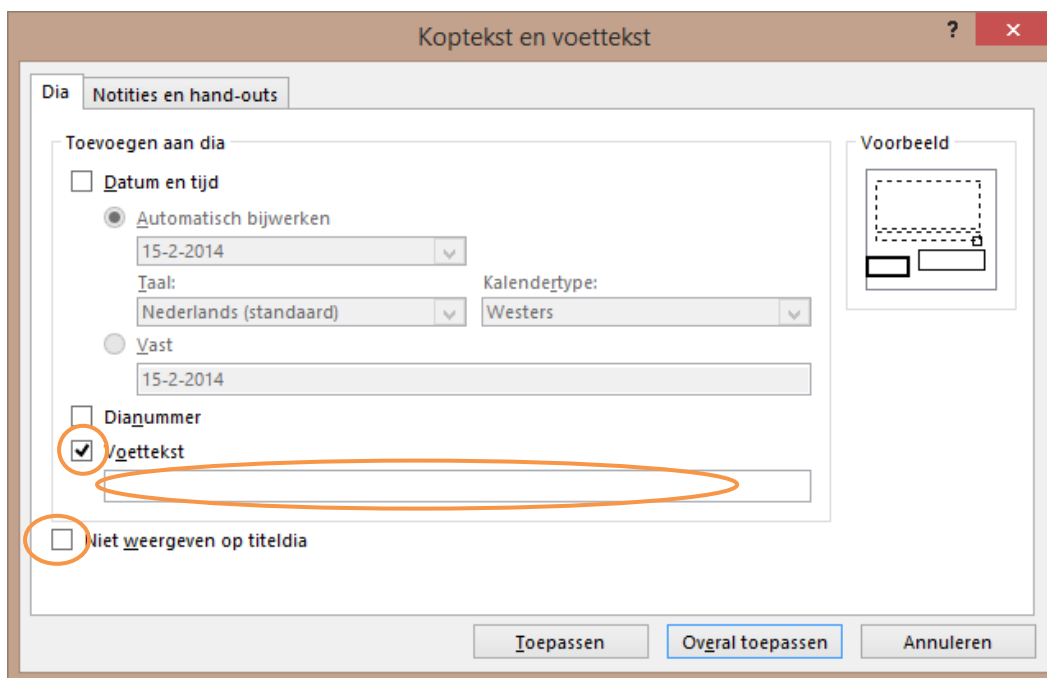 Koptekst en voettekst
?
Dia
Notities en hand-outs
Toevoegen aan dia
Voorbeeld
Datum en tijd
Automatisch bijwerken
15-2-2014
Taal:
Kalendertype:
Nederlands (standaard)
Westers
Vast
15-2-2014
Dianummer
Voettekst
Niet weergeven op titeldia
Toepassen
Overal toepassen
Annuleren